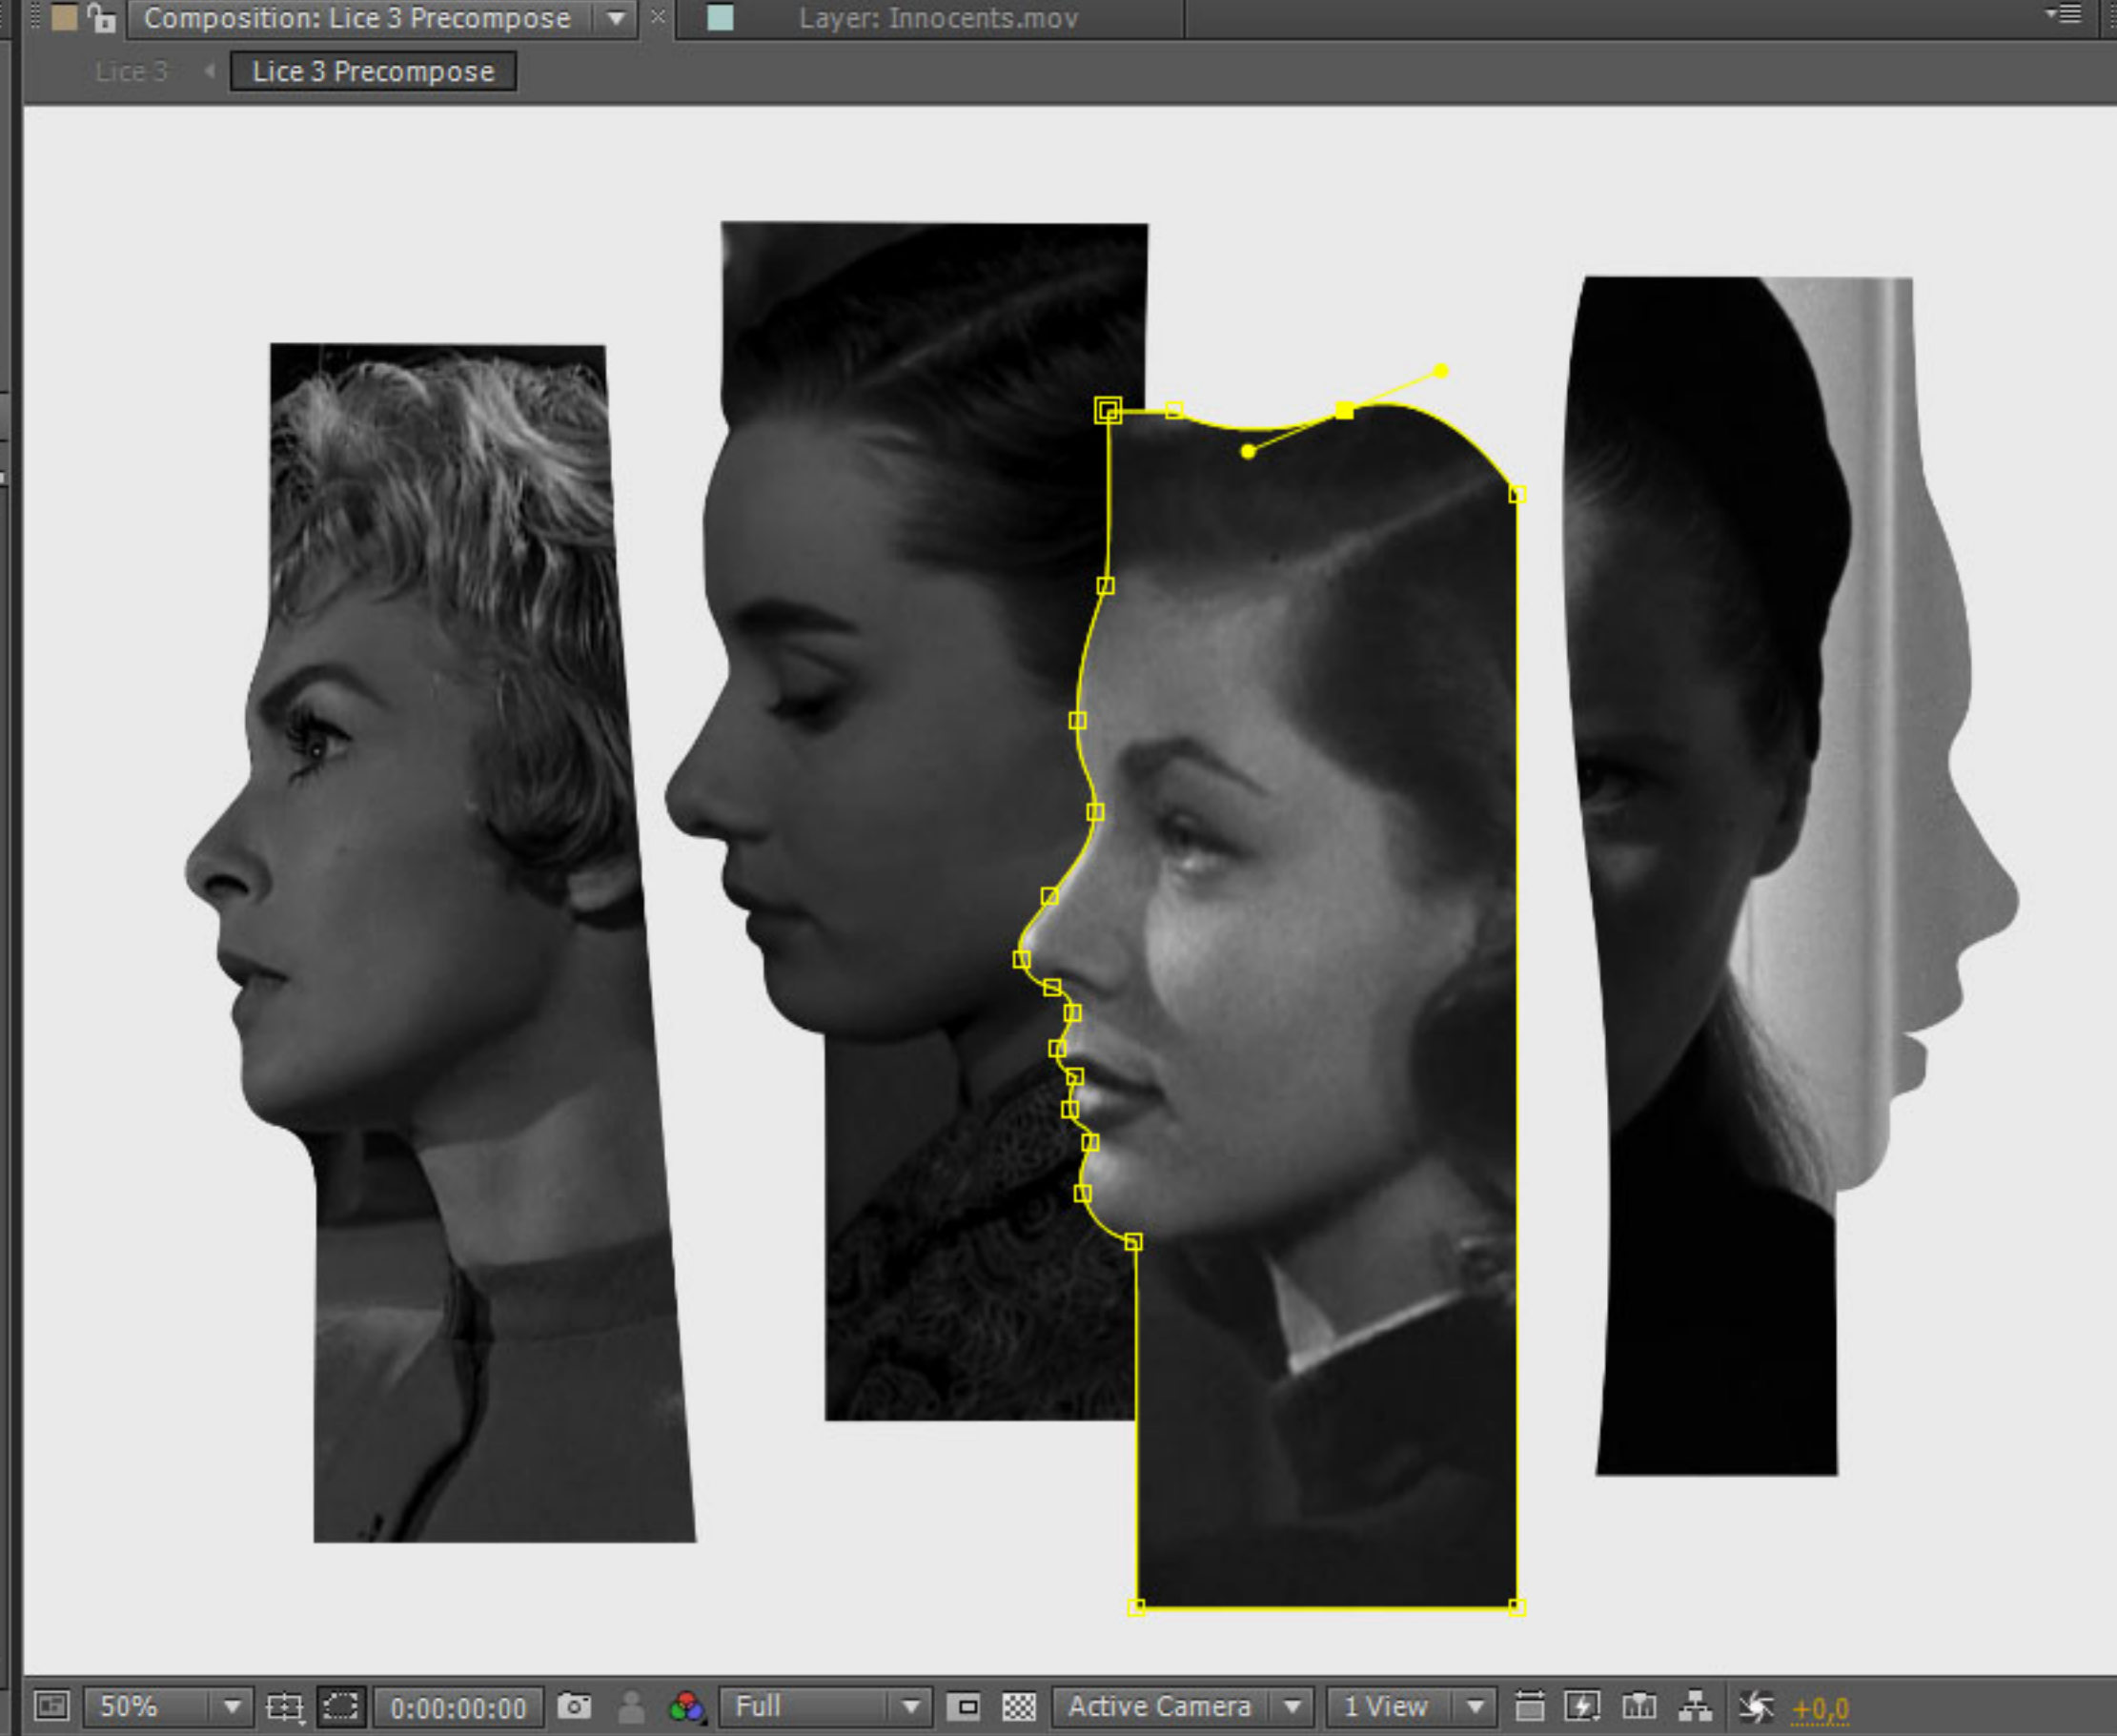 Composition: Lice 3 Precompose
Layer: Innocents.mov
Lice 3
Lice 3 Precompose
50%
0:00:00:00
Full
Active Camera
1 View
+0,0